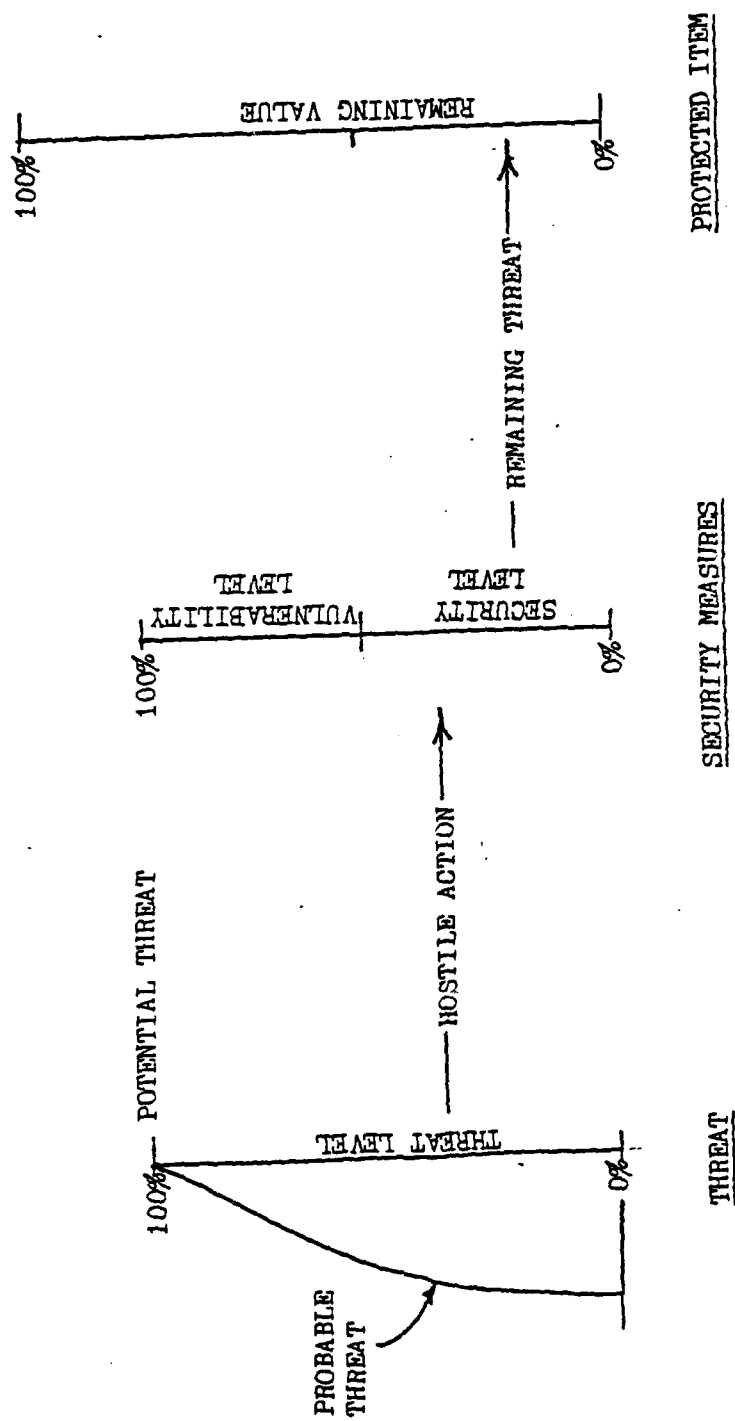 100% — POTENTIAL THREAT
PROBABLE
THREAT
THREAT LEVEL
0%
THREAT
HOSTILE ACTION
100%
VULNERABILITY
LEVEL
SECURITY
LEVEL
0%
SECURITY MEASURES
REMAINING THREAT
100%
REMAINING VALUE
0%
PROTECTED ITEM